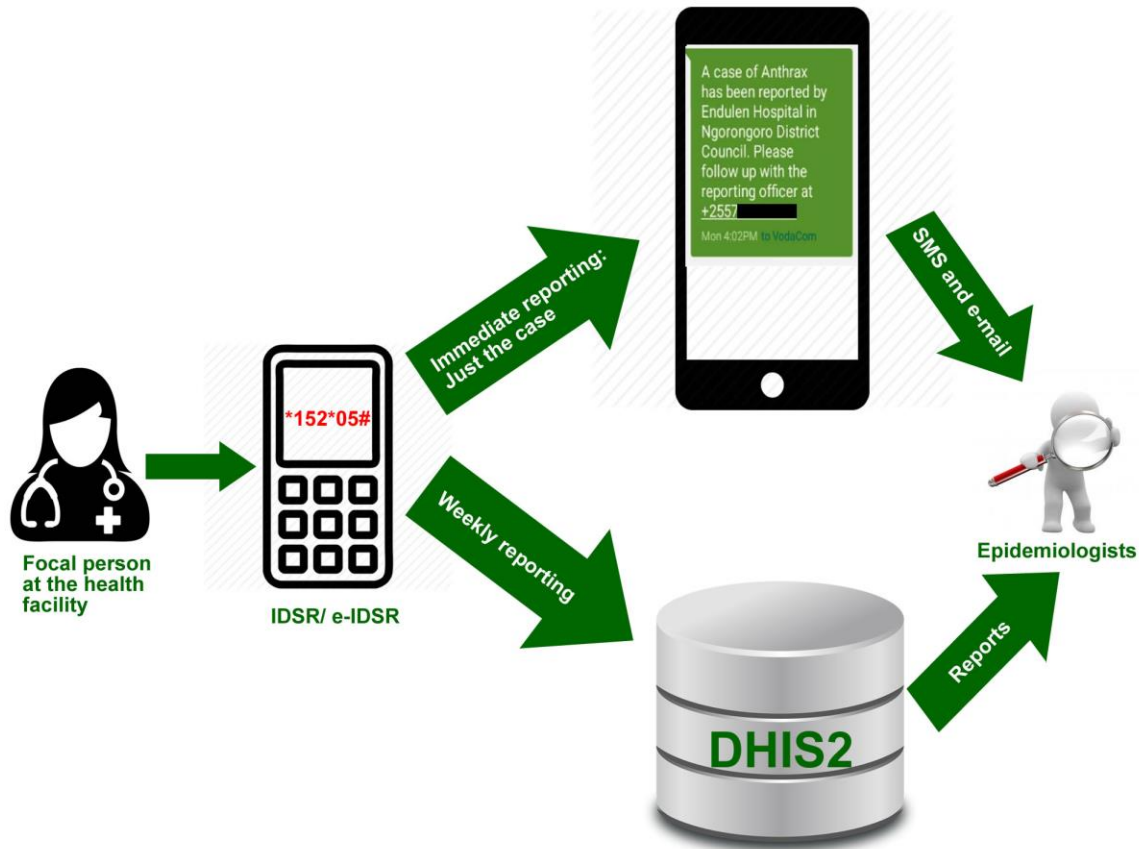 A case of Anthrax
has been reported by
Endulen Hospital in
Ngorongoro District
Council. Please
follow up with the
reporting officer at
+2557
Mon 4:02PM to VodaCom
Immediate reporting:
Just the case
SMS and e-mail
*152*05#
Focal person
at the health
facility
IDSR/ e-IDSR
Weekly reporting
Epidemiologists
Reports
DHIS2